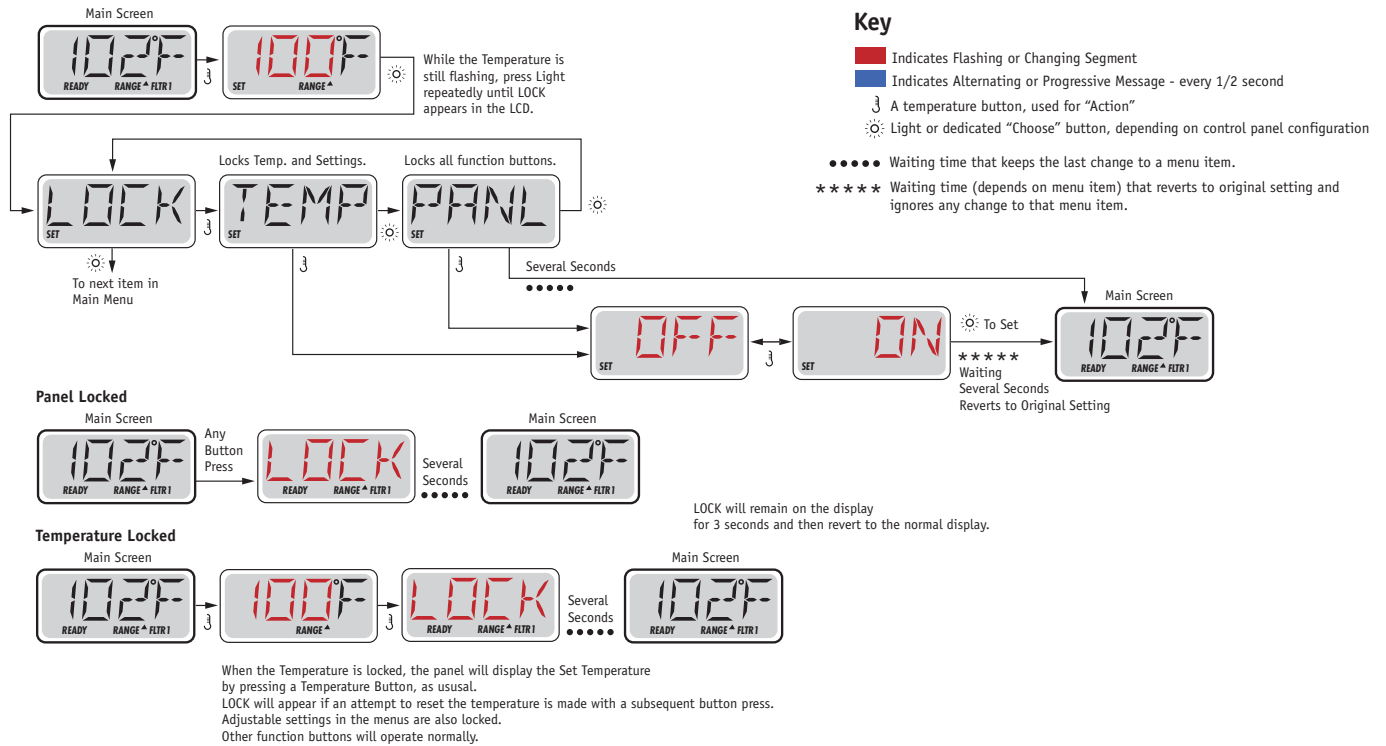 Main Screen
102°F
READY RANGE FLTR1
100°F
SET RANGE
While the Temperature is
still flashing, press Light
repeatedly until LOCK
appears in the LCD.
Key
Indicates Flashing or Changing Segment
Indicates Alternating or Progressive Message - every 1/2 second
A temperature button, used for “Action”
Light or dedicated “Choose” button, depending on control panel configuration
••••• Waiting time that keeps the last change to a menu item.
***** Waiting time (depends on menu item) that reverts to original setting and
ignores any change to that menu item.
LOCK
SET
Locks Temp. and Settings.
TEMP
SET
Locks all function buttons.
PANL
SET
To next item in
Main Menu
Several Seconds
•••••
OFF
SET
ON
SET
To Set
*****
Waiting
Several Seconds
Reverts to Original Setting
Main Screen
102°F
READY RANGE FLTR1
Panel Locked
Main Screen
102°F
READY RANGE FLTR1
Any
Button
Press
LOCK
READY RANGE FLTR1
Several
Seconds
•••••
Main Screen
102°F
READY RANGE FLTR1
LOCK will remain on the display
for 3 seconds and then revert to the normal display.
Temperature Locked
Main Screen
102°F
READY RANGE FLTR1
100°F
RANGE
LOCK
READY RANGE FLTR1
Several
Seconds
•••••
Main Screen
102°F
READY RANGE FLTR1
When the Temperature is locked, the panel will display the Set Temperature
by pressing a Temperature Button, as ususal.
LOCK will appear if an attempt to reset the temperature is made with a subsequent button press.
Adjustable settings in the menus are also locked.
Other function buttons will operate normally.